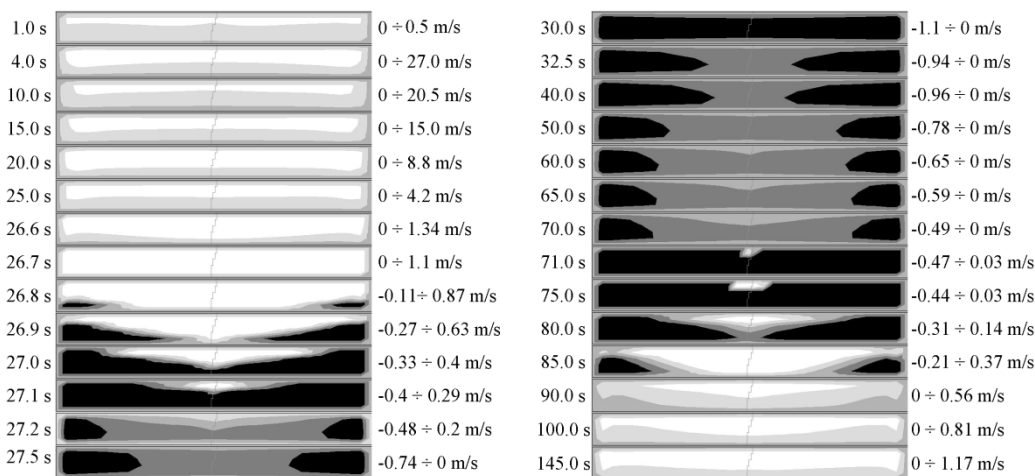 1.0 s 0 ÷ 0.5 m/s
4.0 s 0 ÷ 27.0 m/s
10.0 s 0 ÷ 20.5 m/s
15.0 s 0 ÷ 15.0 m/s
20.0 s 0 ÷ 8.8 m/s
25.0 s 0 ÷ 4.2 m/s
26.6 s 0 ÷ 1.34 m/s
26.7 s 0 ÷ 1.1 m/s
26.8 s -0.11÷ 0.87 m/s
26.9 s -0.27 ÷ 0.63 m/s
27.0 s -0.33 ÷ 0.4 m/s
27.1 s -0.4 ÷ 0.29 m/s
27.2 s -0.48 ÷ 0.2 m/s
27.5 s -0.74 ÷ 0 m/s
30.0 s -1.1 ÷ 0 m/s
32.5 s -0.94 ÷ 0 m/s
40.0 s -0.96 ÷ 0 m/s
50.0 s -0.78 ÷ 0 m/s
60.0 s -0.65 ÷ 0 m/s
65.0 s -0.59 ÷ 0 m/s
70.0 s -0.49 ÷ 0 m/s
71.0 s -0.47 ÷ 0.03 m/s
75.0 s -0.44 ÷ 0.03 m/s
80.0 s -0.31 ÷ 0.14 m/s
85.0 s -0.21 ÷ 0.37 m/s
90.0 s 0 ÷ 0.56 m/s
100.0 s 0 ÷ 0.81 m/s
145.0 s 0 ÷ 1.17 m/s